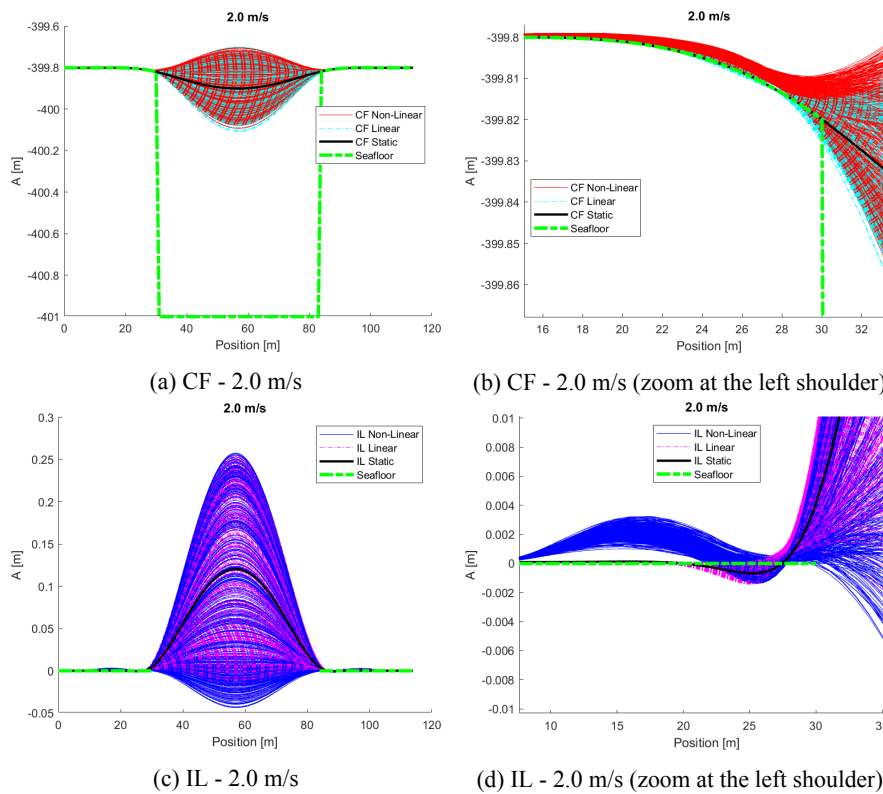 2.0 m/s
-399.6
-399.8
-400
-400.2
-400.4
-400.6
-400.8
-401
A [m]
0 20 40 60 80 100 120
Position [m]
CF Non-Linear
CF Linear
CF Static
Seafloor
(a) CF - 2.0 m/s
2.0 m/s
-399.8
-399.81
-399.82
-399.83
-399.84
-399.85
-399.86
A [m]
16 18 20 22 24 26 28 30 32
Position [m]
CF Non-Linear
CF Linear
CF Static
Seafloor
(b) CF - 2.0 m/s (zoom at the left shoulder)
2.0 m/s
0.3
0.25
0.2
0.15
0.1
0.05
0
-0.05
A [m]
0 20 40 60 80 100 120
Position [m]
IL Non-Linear
IL Linear
IL Static
Seafloor
(c) IL - 2.0 m/s
2.0 m/s
0.01
0.008
0.006
0.004
0.002
0
-0.002
-0.004
-0.006
-0.008
-0.01
A [m]
10 15 20 25 30
Position [m]
IL Non-Linear
IL Linear
IL Static
Seafloor
(d) IL - 2.0 m/s (zoom at the left shoulder)